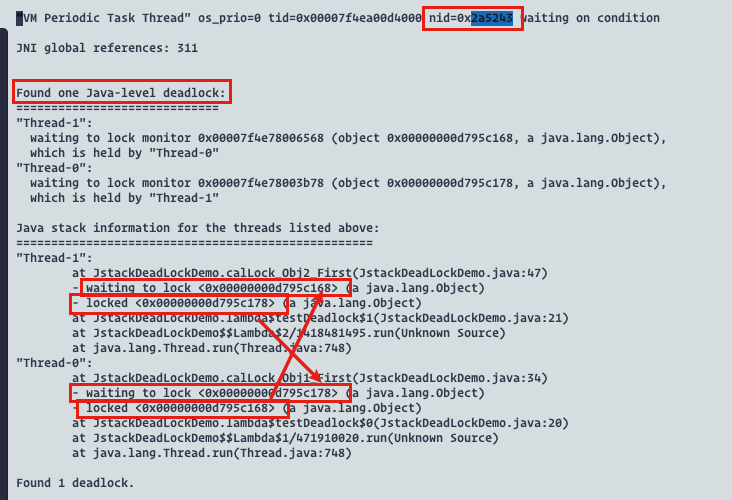 "VM Periodic Task Thread" os_prio=0 tid=0x00007f4ea00d4000 nid=0x2a5243 waiting on condition
JNI global references: 311
Found one Java-level deadlock:
=============================
"Thread-1":
  waiting to lock monitor 0x00007f4e78006568 (object 0x00000000d795c168, a java.lang.Object),
  which is held by "Thread-0"
"Thread-0":
  waiting to lock monitor 0x00007f4e78003b78 (object 0x00000000d795c178, a java.lang.Object),
  which is held by "Thread-1"
Java stack information for the threads listed above:
===================================================
"Thread-1":
        at JstackDeadLockDemo.calLock_Obj2_First(JstackDeadLockDemo.java:47)
        - waiting to lock <0x00000000d795c168> (a java.lang.Object)
        - locked <0x00000000d795c178> (a java.lang.Object)
        at JstackDeadLockDemo.lambda$testDeadlock$1(JstackDeadLockDemo.java:21)
        at JstackDeadLockDemo$$Lambda$2/1418481495.run(Unknown Source)
        at java.lang.Thread.run(Thread.java:748)
"Thread-0":
        at JstackDeadLockDemo.calLock_Obj1_First(JstackDeadLockDemo.java:34)
        - waiting to lock <0x00000000d795c178> (a java.lang.Object)
        - locked <0x00000000d795c168> (a java.lang.Object)
        at JstackDeadLockDemo.lambda$testDeadlock$0(JstackDeadLockDemo.java:20)
        at JstackDeadLockDemo$$Lambda$1/471910020.run(Unknown Source)
        at java.lang.Thread.run(Thread.java:748)
Found 1 deadlock.